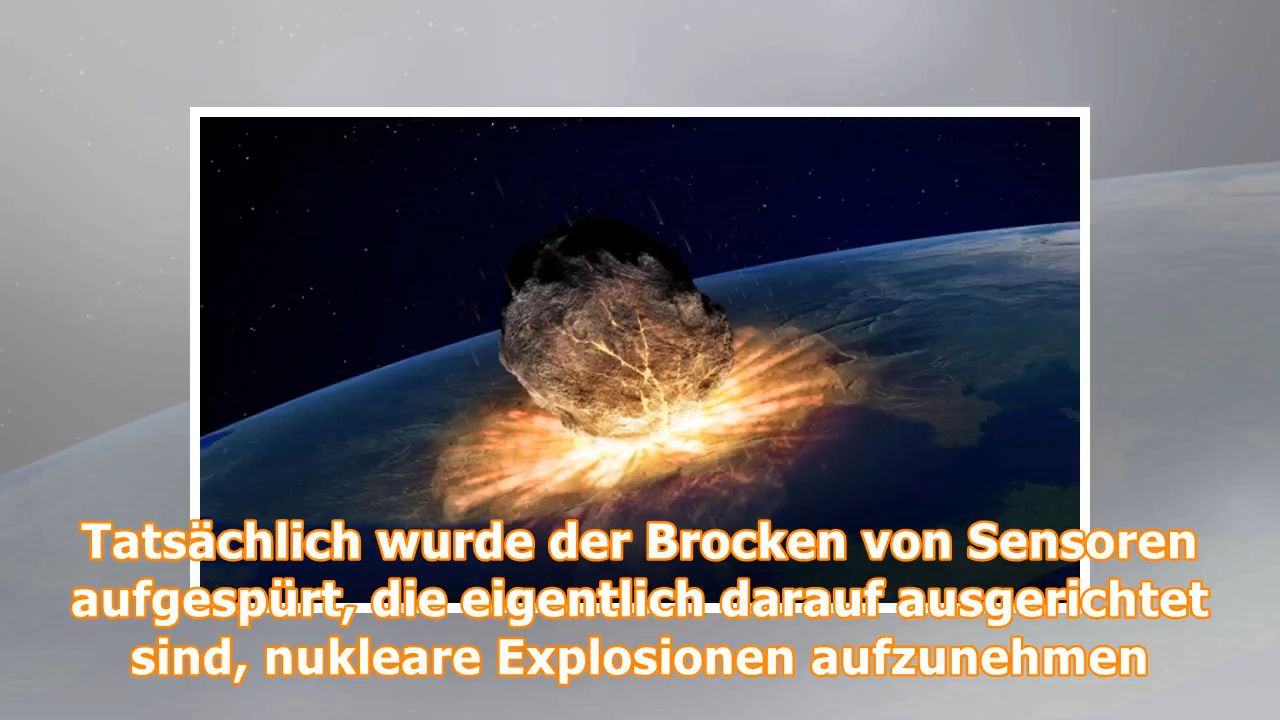 Tatsächlich wurde der Brocken von Sensoren
aufgespürt, die eigentlich darauf ausgerichtet
sind, nukleare Explosionen aufzunehmen